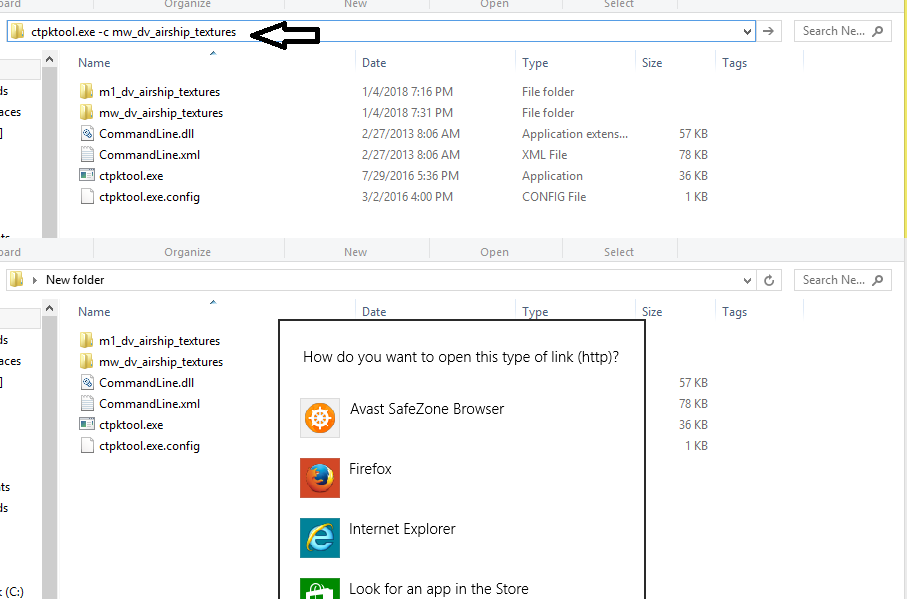 oard Organize New Open Select
ctpktool.exe -c mw_dv_airship_textures Search Ne...
Name Date Type Size Tags
ds m1_dv_airship_textures 1/4/2018 7:16 PM File folder
aces mw_dv_airship_textures 1/4/2018 7:31 PM File folder
] CommandLine.dll 2/27/2013 8:06 AM Application extens... 57 KB
CommandLine.xml 2/27/2013 8:06 AM XML File 78 KB
ctpktool.exe 7/29/2016 5:36 PM Application 36 KB
ctpktool.exe.config 3/2/2016 4:00 PM CONFIG File 1 KB
oard Organize New Open Select
New folder Search Ne...
Name Date Type Size Tags
ds m1_dv_airship_textures
aces mw_dv_airship_textures
How do you want to open this type of link (http)?
] CommandLine.dll 57 KB
CommandLine.xml 78 KB
Avast SafeZone Browser
ctpktool.exe 36 KB
ctpktool.exe.config 1 KB
Firefox
nts
ds
Internet Explorer
(C:) Look for an app in the Store